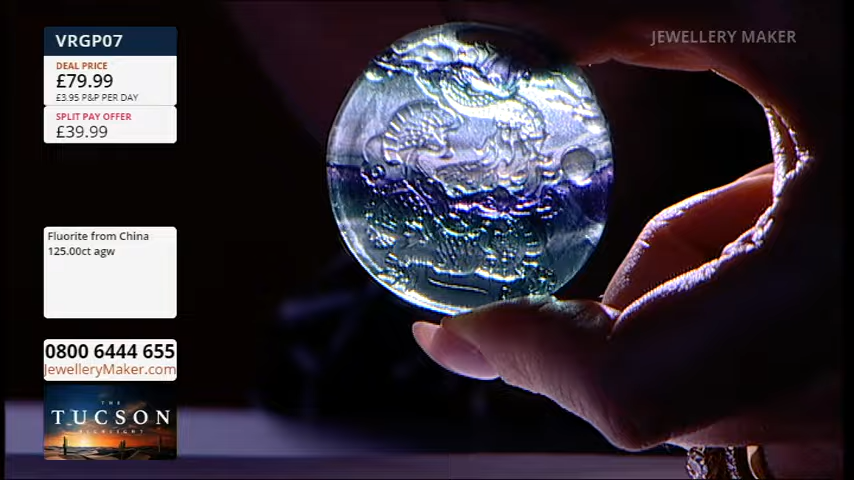 VRGP07
DEAL PRICE
£79.99
£3.95 P&P PER DAY
SPLIT PAY OFFER
£39.99
Fluorite from China
125.00ct agw
0800 6444 655
JewelleryMaker.com
THE
TUCSON
HIGHLIGHT
JEWELLERY MAKER